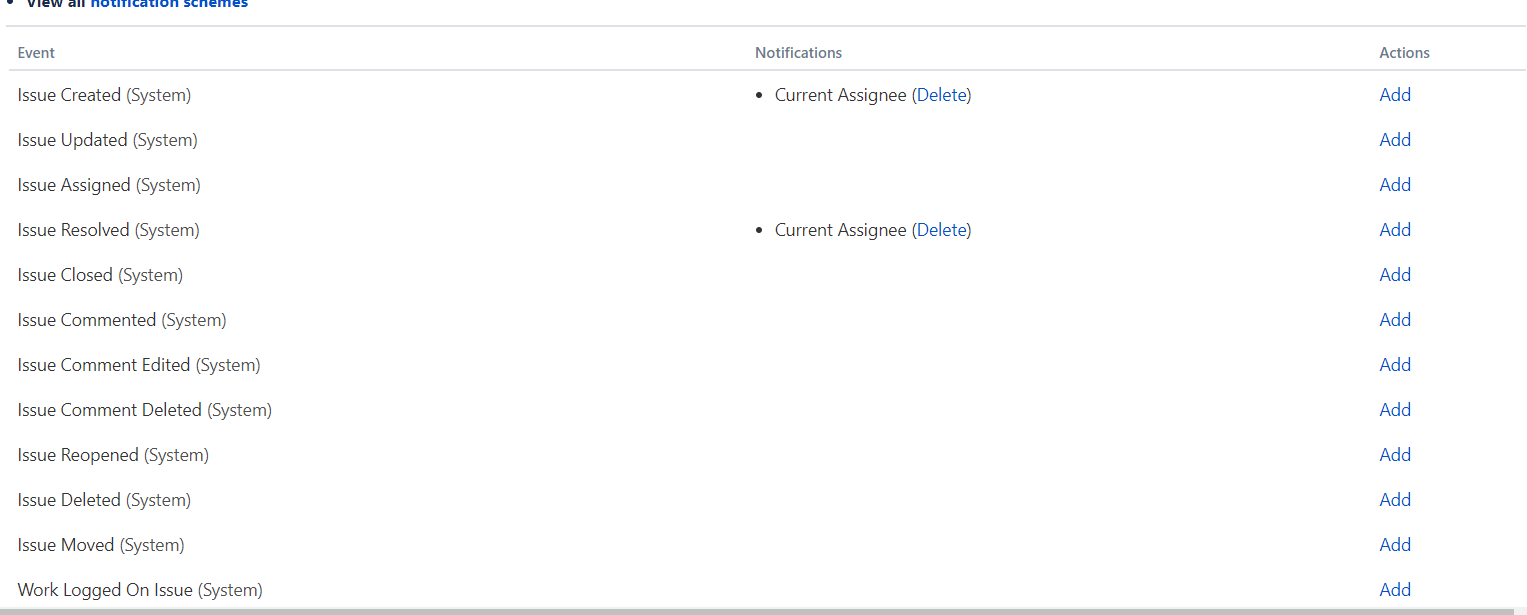 • View all notification schemes
Event Notifications Actions
Issue Created (System) • Current Assignee (Delete) Add
Issue Updated (System) Add
Issue Assigned (System) Add
Issue Resolved (System) • Current Assignee (Delete) Add
Issue Closed (System) Add
Issue Commented (System) Add
Issue Comment Edited (System) Add
Issue Comment Deleted (System) Add
Issue Reopened (System) Add
Issue Deleted (System) Add
Issue Moved (System) Add
Work Logged On Issue (System) Add